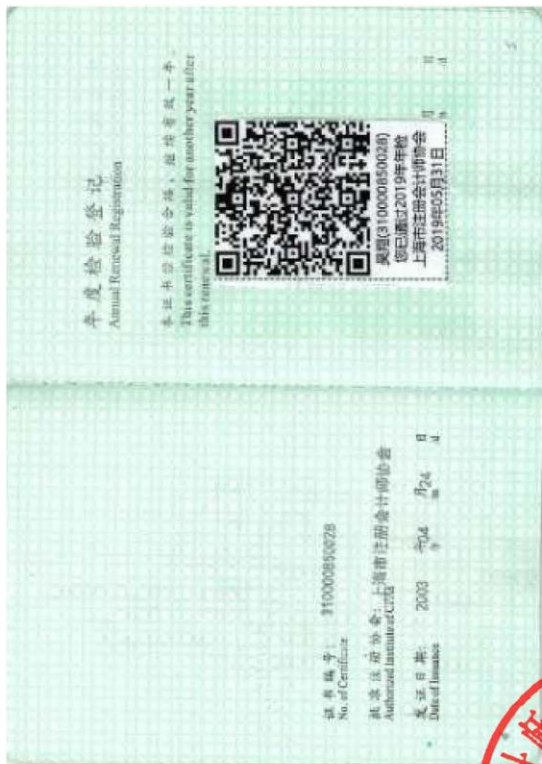 年度检验登记
Annual Renewal Registration
本证书经检验合格，继续有效一年。
This certificate is valid for another year after
this renewal.
(310000850028)
您已通过2019年年检
上海市注册会计师协会
2019年05月31日
月 日
/d
5
证书编号： 310000850028
No. of Certificate
批准注册协会：上海市注册会计师协会
Authorized Institute of CPAs
发证日期： 2003 年04 月24 日
Date of Issuance /y /m /d